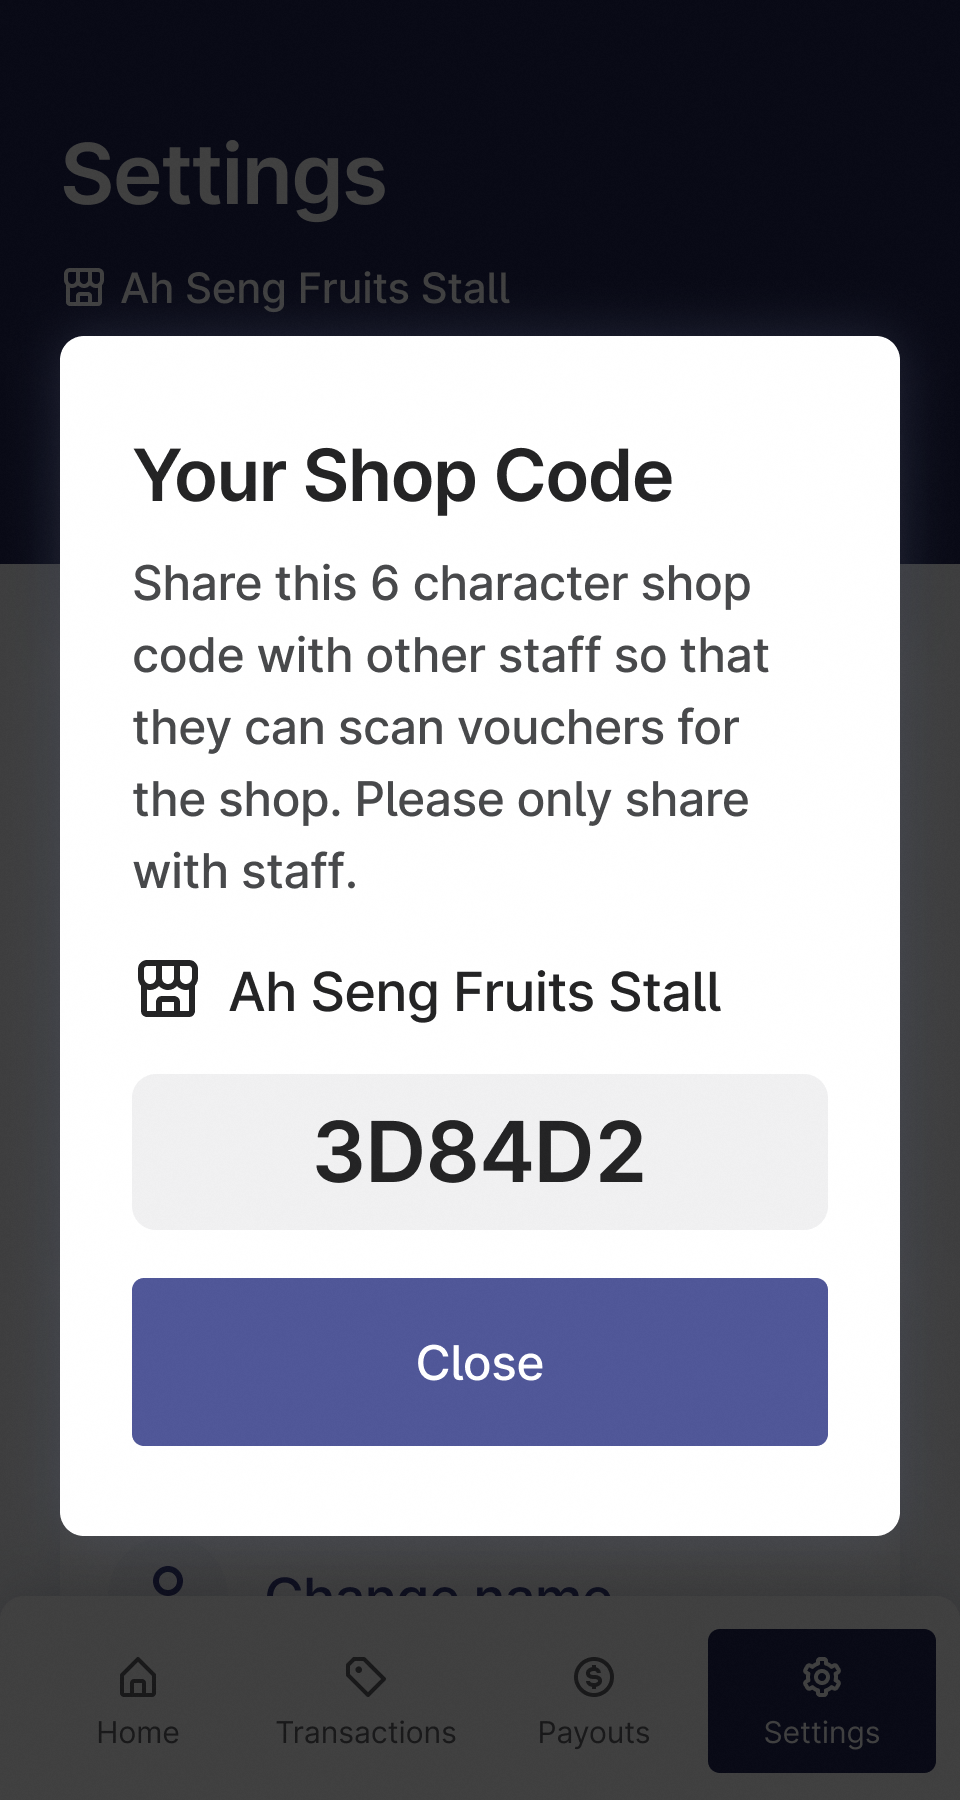 Settings
Ah Seng Fruits Stall
Your Shop Code
Share this 6 character shop
code with other staff so that
they can scan vouchers for
the shop. Please only share
with staff.
Ah Seng Fruits Stall
3D84D2
Close
Change name
Home
Transactions
Payouts
Settings